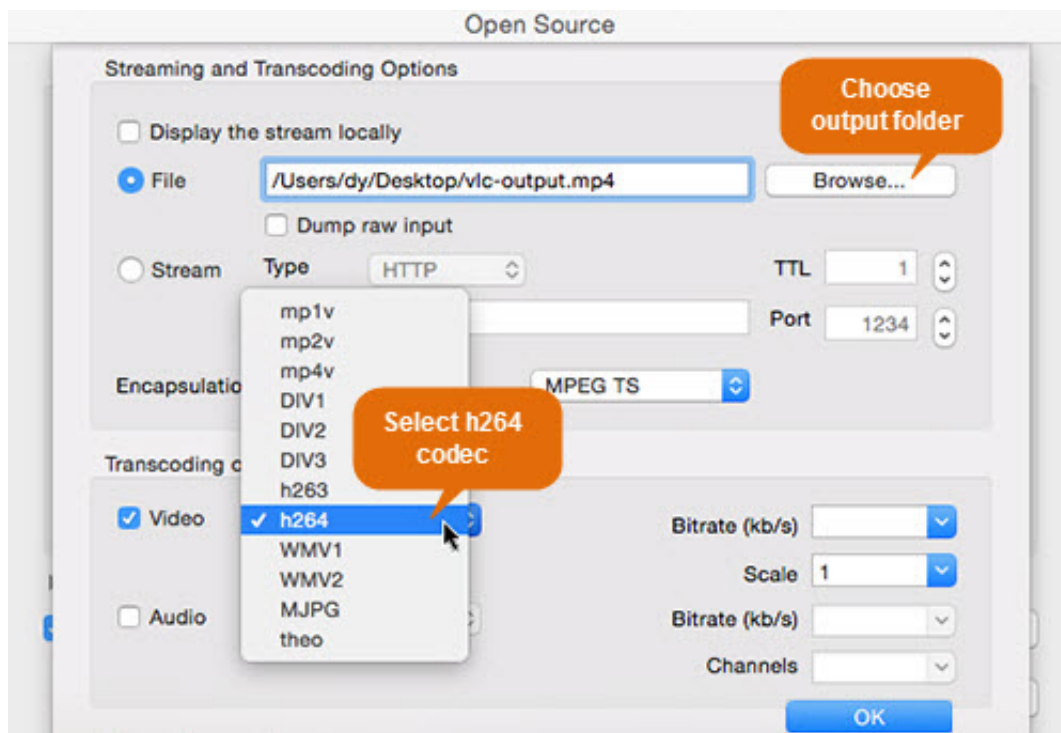 Open Source
Streaming and Transcoding Options
Choose
output folder
Display the stream locally
File /Users/dy/Desktop/vlc-output.mp4 Browse...
Dump raw input
Stream Type HTTP TTL 1
Port 1234
mp1v
mp2v
mp4v
DIV1
DIV2
DIV3
h263
✓ h264
WMV1
WMV2
MJPG
theo
Encapsulatio MPEG TS
Select h264
codec
Transcoding o
Video Bitrate (kb/s)
Scale 1
Audio Bitrate (kb/s)
Channels
OK